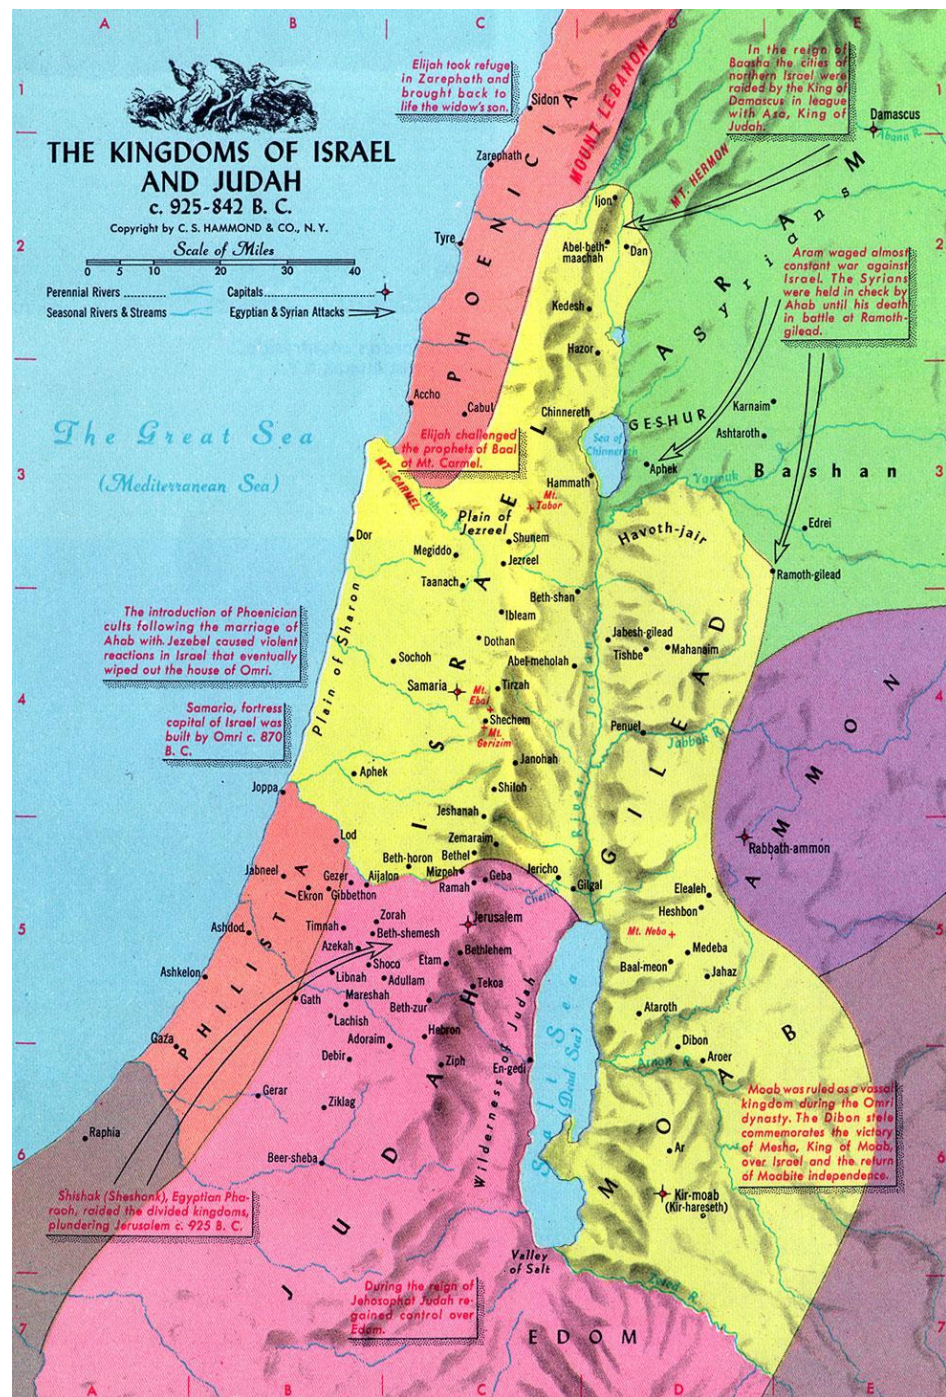 A B C D E
1
2
3
4
5
6
7
THE KINGDOMS OF ISRAEL
AND JUDAH
c. 925-842 B. C.
Copyright by C. S. HAMMOND & CO., N. Y.
Scale of Miles
0 5 10 20 30 40
Perennial Rivers
Capitals
Seasonal Rivers & Streams
Egyptian & Syrian Attacks
Elijah took refuge
in Zarephath and
brought back to
life the widow's son.
In the reign of
Baasha the cities of
northern Israel were
raided by the King of
Damascus in league
with Asa, King of
Judah.
Sidon
MOUNT LEBANON
Damascus
Abana R.
Zarephath
PHOENICIA
MT. HERMON
Ijon
Tyre
Abel-beth-
maachah
Dan
ARAM
Syrians
Aram waged almost
constant war against
Israel. The Syrians
were held in check by
Ahab until his death
in battle at Ramoth-
gilead.
Kedesh
Hazor
Accho
Cabul
Chinnereth
GESHUR
Karnaim
Ashtaroth
The Great Sea
(Mediterranean Sea)
Elijah challenged
the prophets of Baal
at Mt. Carmel.
Sea of
Chinnereth
Aphek
Bashan
MT. CARMEL
Hammath
Yarmuk R.
Kishon R.
Mt.
Tabor
Plain of
Jezreel
Dor
Shunem
Havoth-jair
Edrei
Megiddo
Jezreel
Ramoth-gilead
Taanach
Beth-shan
Plain of Sharon
Ibleam
The introduction of Phoenician
cults following the marriage of
Ahab with Jezebel caused violent
reactions in Israel that eventually
wiped out the house of Omri.
Dothan
Jabesh-gilead
Tishbe
Mahanaim
Sochoh
Abel-meholah
Samaria
Tirzah
Mt.
Ebal
Shechem
Mt.
Gerizim
Samaria, fortress
capital of Israel was
built by Omri c. 870
B. C.
ISRAEL
GILEAD
AMMON
Penuel
Jabbok R.
Janohah
Aphek
Shiloh
Joppa
Jeshanah
River Jordan
Lod
Zemaraim
Rabbath-ammon
Beth-horon
Bethel
Mizpeh
Jabneel
Gezer
Aijalon
Ramah
Geba
Jericho
Gilgal
Ekron
Gibbethon
Cherith
Elealeh
Heshbon
PHILISTIA
Ashdod
Timnah
Zorah
Beth-shemesh
Jerusalem
Mt. Nebo
Azekah
Bethlehem
Medeba
Ashkelon
Shoco
Etam
Baal-meon
Libnah
Adullam
Tekoa
Jahaz
Gath
Mareshah
Beth-zur
Ataroth
Lachish
Gaza
Adoraim
Hebron
Dibon
Debir
Ziph
En-gedi
Aroer
Arnon R.
Wilderness of Judah
Salt Sea
(Dead Sea)
Gerar
Ziklag
MOAB
Moab was ruled as a vassal
kingdom during the Omri
dynasty. The Dibon stele
commemorates the victory
of Mesha, King of Moab,
over Israel and the return
of Moabite independence.
Raphia
JUDAH
Ar
Beer-sheba
Kir-moab
(Kir-hareseth)
Shishak (Sheshonk), Egyptian Pha-
raoh, raided the divided kingdoms,
plundering Jerusalem c. 925 B. C.
Valley
of Salt
Zered R.
During the reign of
Jehosophat Judah re-
gained control over
Edom.
EDOM
A B C D E